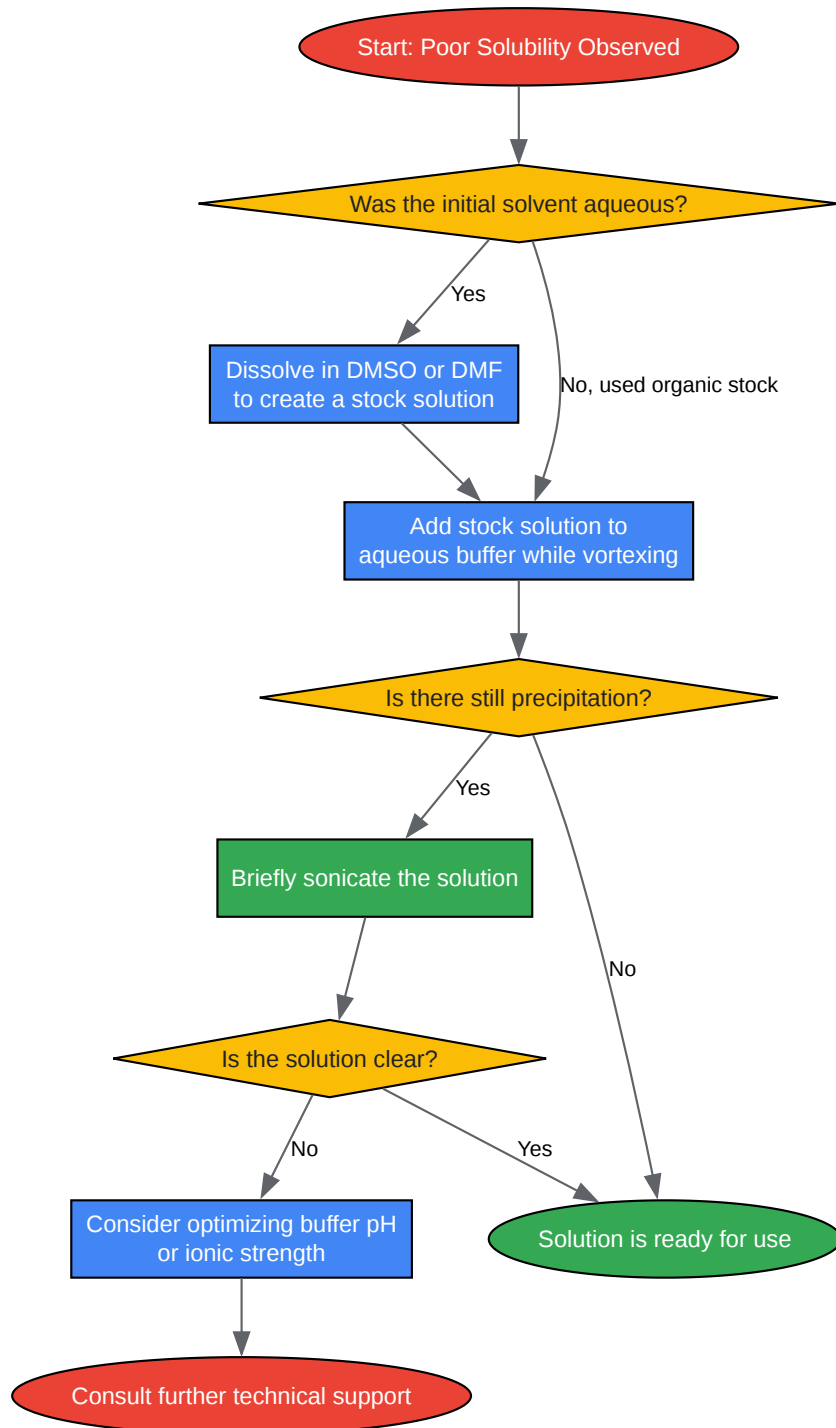 Start: Poor Solubility Observed
Was the initial solvent aqueous?
Yes
Dissolve in DMSO or DMF
to create a stock solution
No, used organic stock
Add stock solution to
aqueous buffer while vortexing
Is there still precipitation?
Yes
Briefly sonicate the solution
No
Is the solution clear?
No
Yes
Consider optimizing buffer pH
or ionic strength
Solution is ready for use
Consult further technical support